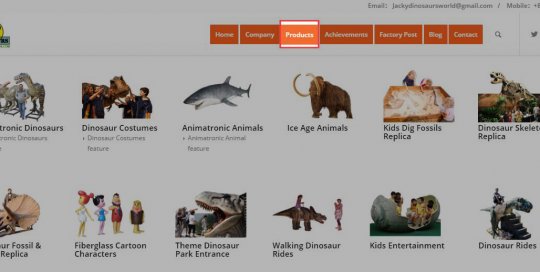 Email: Jackydinosaursworld@gmail.com / Mobile:
Home Company Products Achievements Factory Post Blog Contact
tronic Dinosaurs Dinosaur Costumes Animatronic Animals Ice Age Animals Kids Dig Fossils Replica Dinosaur Skelet Replica
tronic Dinosaurs Dinosaur Costumes feature Animatronic Animal feature
ur Fossil & Replica Fiberglass Cartoon Characters Theme Dinosaur Park Entrance Walking Dinosaur Rides Kids Entertainment Dinosaur Rides